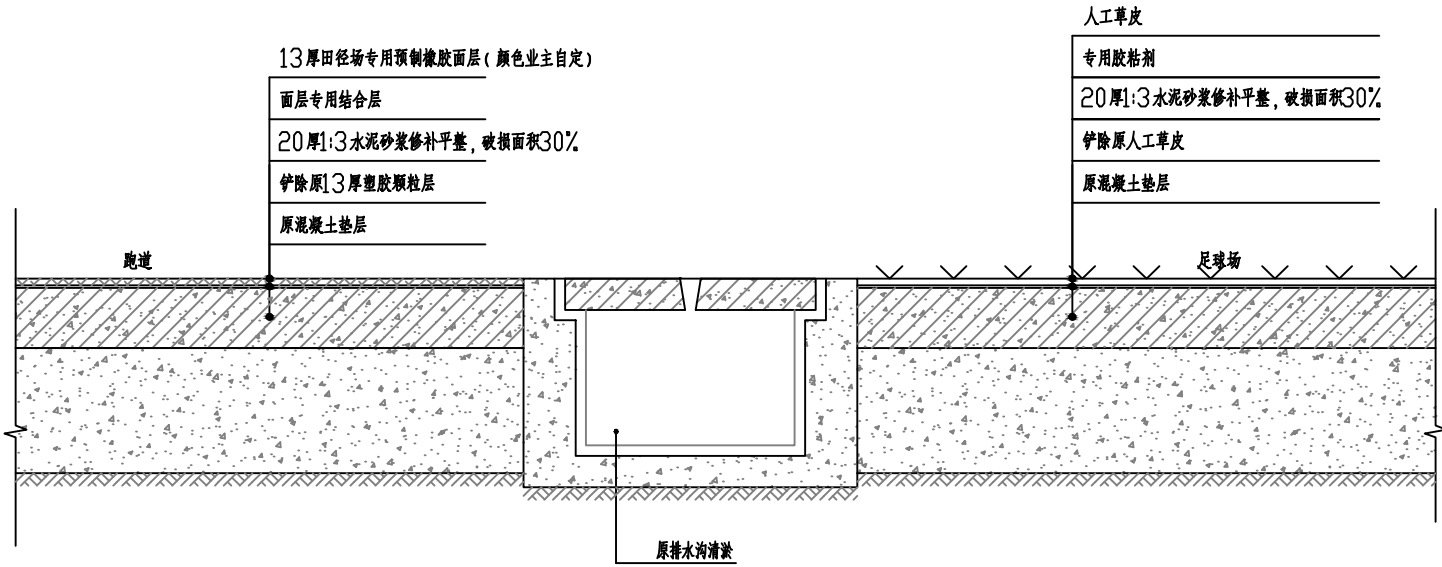 13厚田径场专用预制橡胶面层(颜色业主自定)
面层专用结合层
20厚1:3水泥砂浆修补平整,破损面积30%
铲除原13厚塑胶颗粒层
原混凝土垫层
人工草皮
专用胶粘剂
20厚1:3水泥砂浆修补平整,破损面积30%
铲除原人工草皮
原混凝土垫层
跑道
足球场
原排水沟清淤